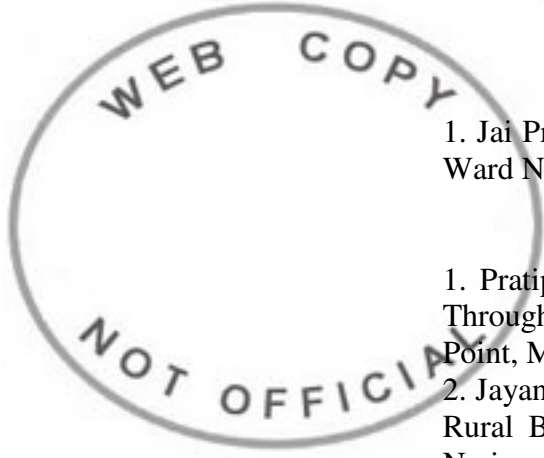 WEB COPY
1. Jai Pr
Ward N
1. Pratip
Through
Point, M
NOT OFFICIAL
2. Jayan
Rural B